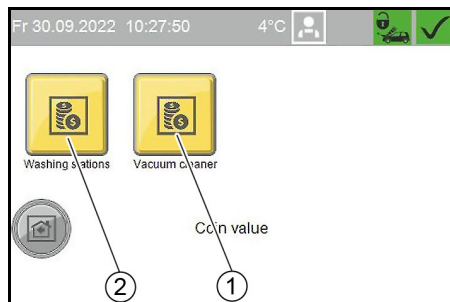 Fr 30.09.2022 10:27:50 4°C
Washing stations Vacuum cleaner
Coin value
2 1